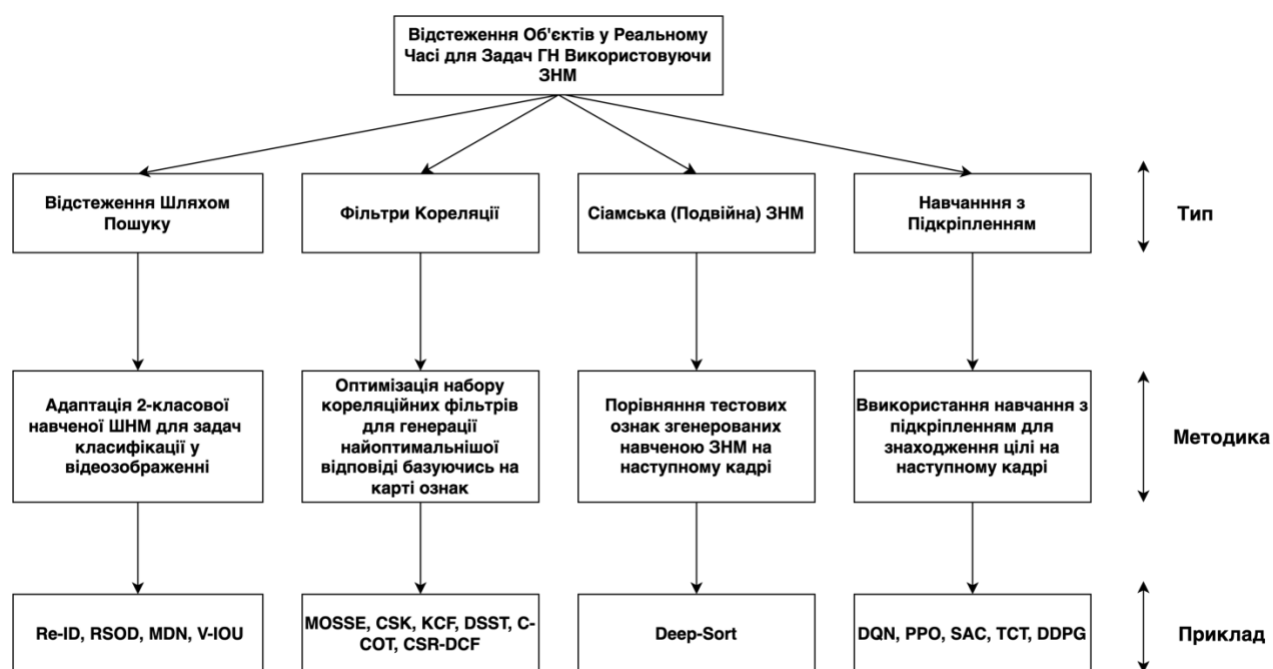 Відстеження Об'єктів у Реальному
Часі для Задач ГН Використовуючи
ЗНМ
Відстеження Шляхом
Пошуку
Фільтри Кореляції
Сіамська (Подвійна) ЗНМ
Навчанння з
Підкріпленням
Тип
Адаптація 2-класової
навченої ШНМ для задач
класифікації у
відеозображенні
Оптимізація набору
кореляційних фільтрів
для генерації
найоптимальнішої
відповіді базуючись на
карті ознак
Порівняння тестових
ознак згенерованих
навченою ЗНМ на
наступному кадрі
Ввикористання навчання з
підкріпленням для
знаходження цілі на
наступному кадрі
Методика
Re-ID, RSOD, MDN, V-IOU
MOSSE, CSK, KCF, DSST, C-
COT, CSR-DCF
Deep-Sort
DQN, PPO, SAC, TCT, DDPG
Приклад